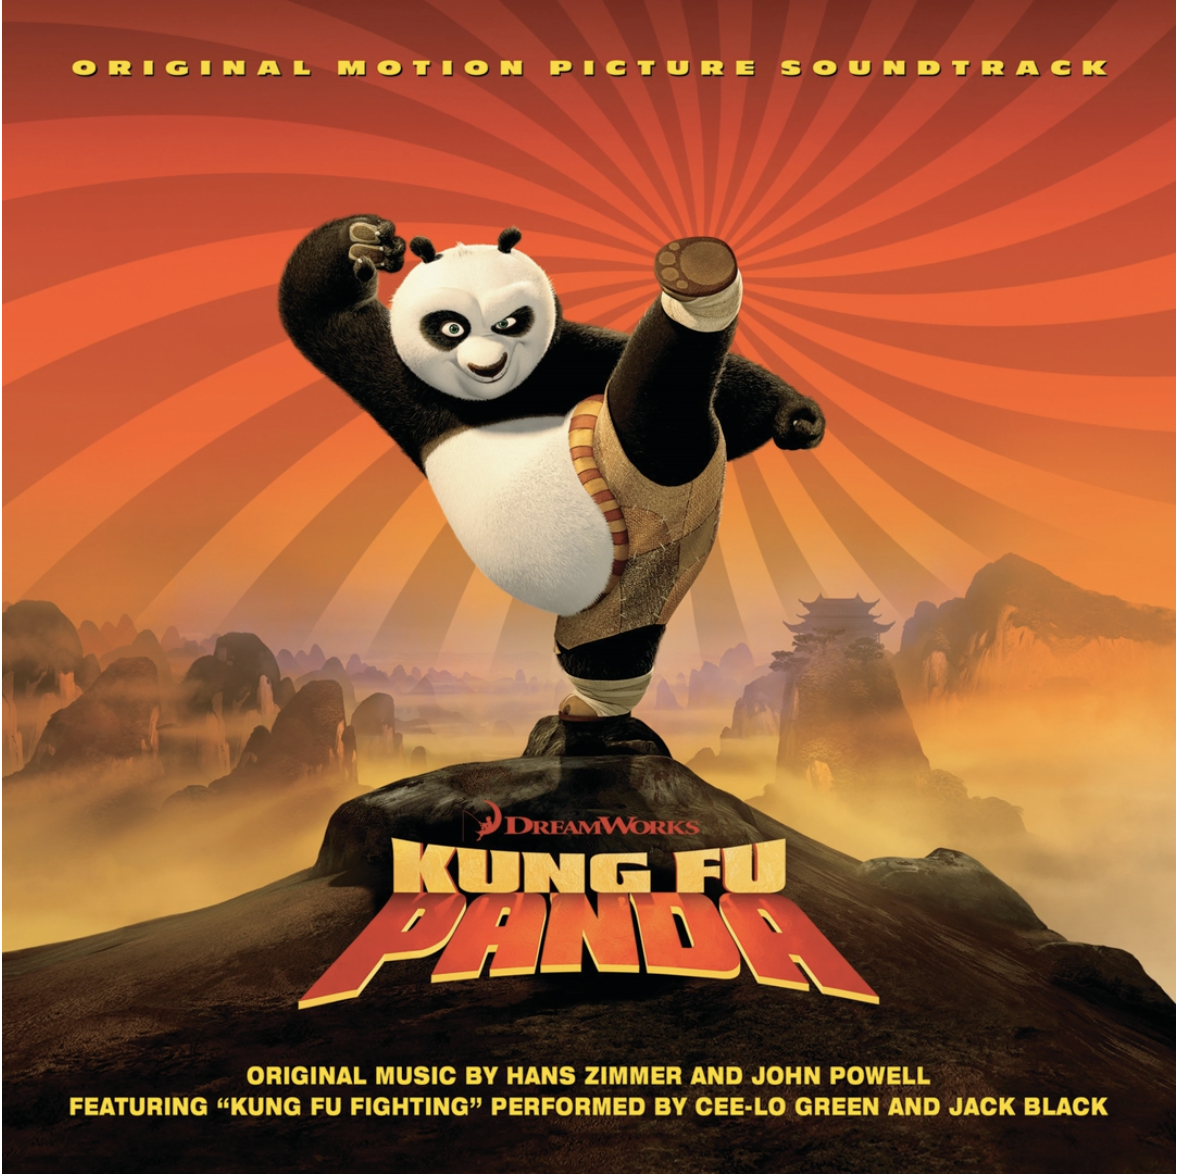 ORIGINAL MOTION PICTURE SOUNDTRACK
DREAMWORKS
KUNG FU
PANDA
ORIGINAL MUSIC BY HANS ZIMMER AND JOHN POWELL
FEATURING “KUNG FU FIGHTING” PERFORMED BY CEE-LO GREEN AND JACK BLACK